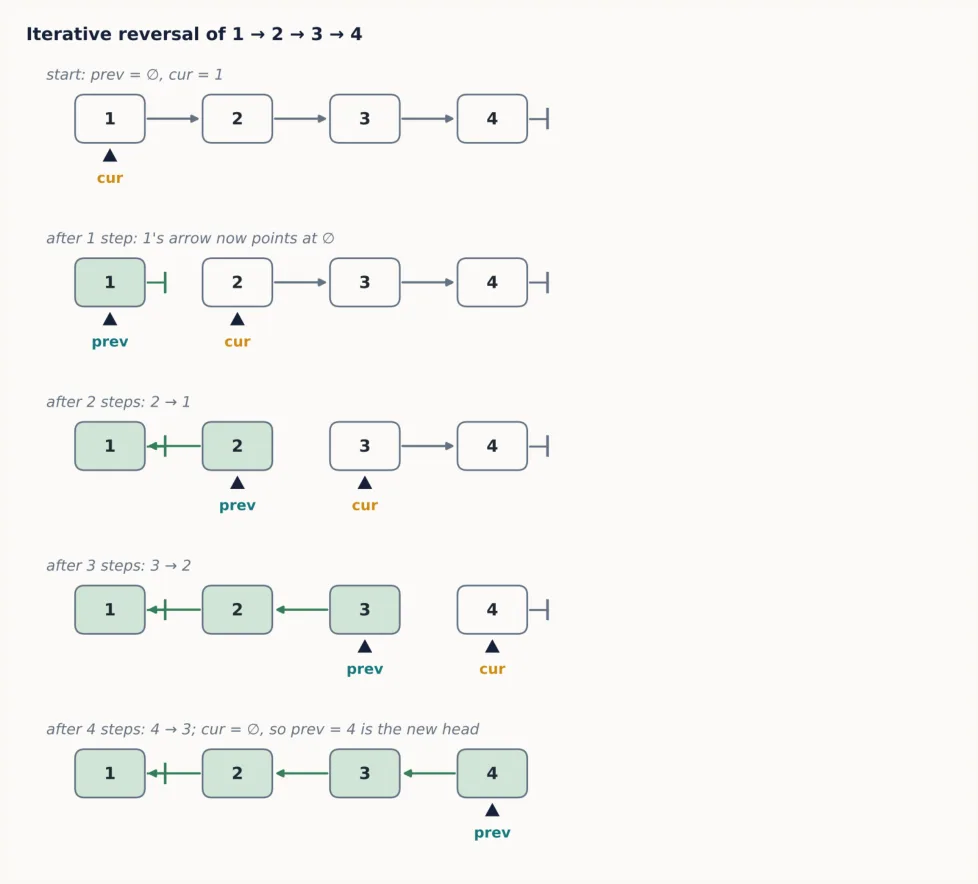 Iterative reversal of 1 → 2 → 3 → 4
start: prev = ∅, cur = 1
1 2 3 4
cur
after 1 step: 1's arrow now points at ∅
1 2 3 4
prev cur
after 2 steps: 2 → 1
1 2 3 4
prev cur
after 3 steps: 3 → 2
1 2 3 4
prev cur
after 4 steps: 4 → 3; cur = ∅, so prev = 4 is the new head
1 2 3 4
prev